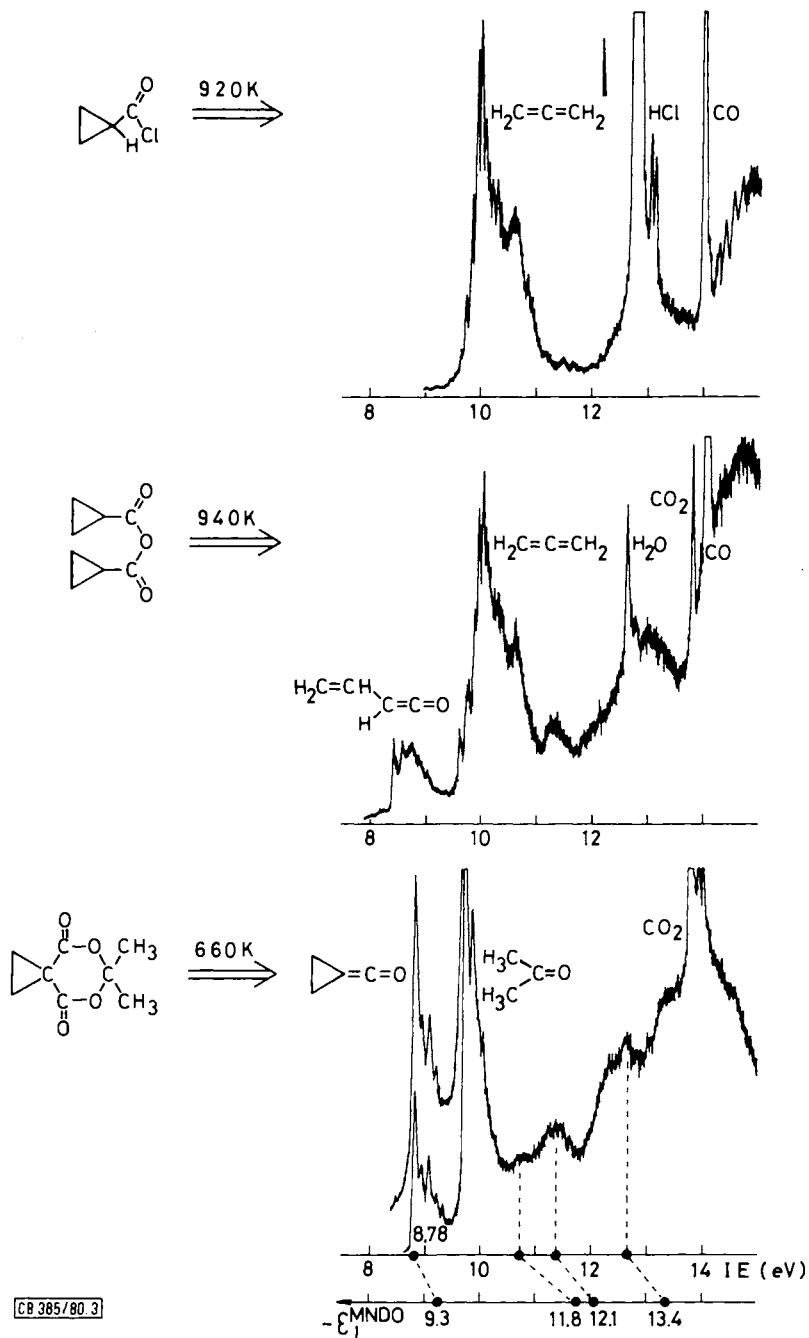 O
C
H
Cl
920K
H₂C=C=CH₂
HCl
CO
8 10 12
O
C
O
C
O
940K
H₂C=CH
C=C=O
H
H₂C=C=CH₂
H₂O
CO₂
CO
8 10 12
O
C-O CH₃
C C
C-O CH₃
O
660K
=C=O
H₃C
C=O
H₃C
CO₂
8,78
8 10 12 14 IE (eV)
CB 385/80.3
-εJ MNDO 9.3 11.8 12.1 13.4